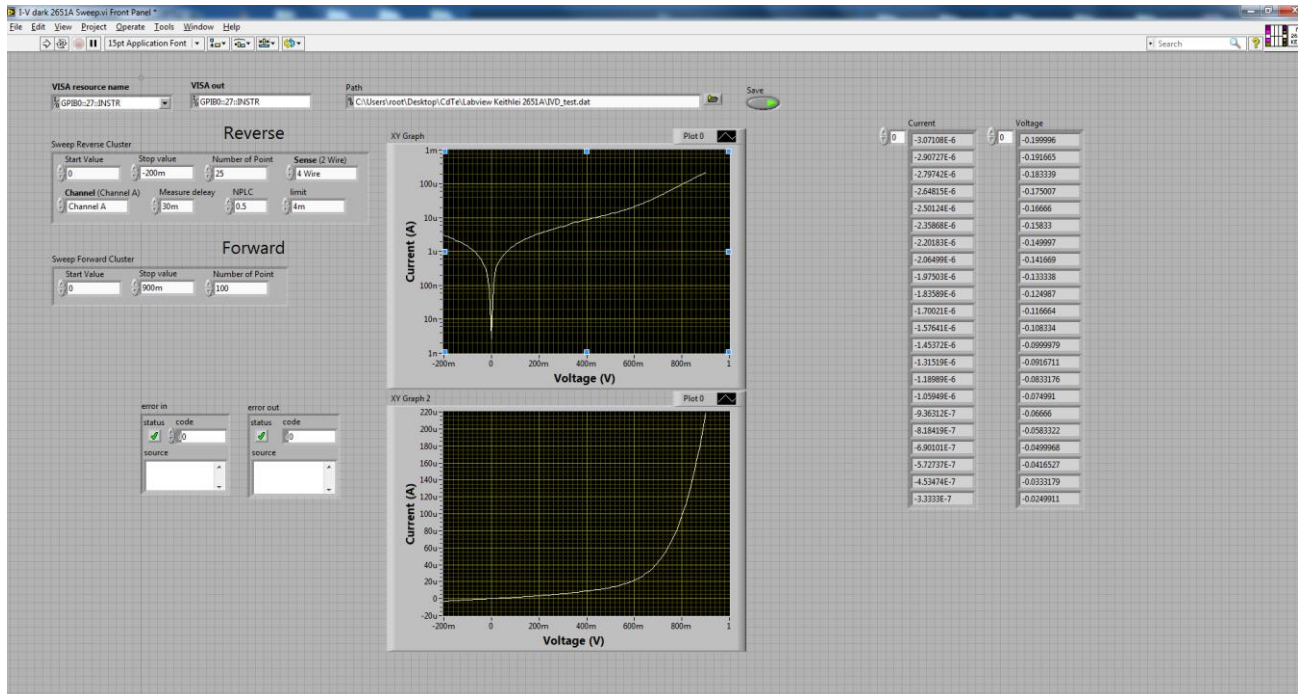 I-V dark 2651A Sweep.vi Front Panel *
File Edit View Project Operate Tools Window Help
15pt Application Font
Search
VISA resource name
GPIB0::27::INSTR
VISA out
GPIB0::27::INSTR
Path
C:\Users\root\Desktop\CdTe\Labview Keithlei 2651A\IVD_test.dat
Save
Reverse
Sweep Reverse Cluster
Start Value Stop value Number of Point Sense (2 Wire)
0 -200m 25 4 Wire
Channel (Channel A) Measure deleay NPLC limit
Channel A 30m 0.5 4m
Forward
Sweep Forward Cluster
Start Value Stop value Number of Point
0 900m 100
error in
status code
0
source
error out
status code
0
source
XY Graph Plot 0
Current (A)
1m
100u
10u
1u
100n
10n
1n
-200m 0 200m 400m 600m 800m 1
Voltage (V)
XY Graph 2 Plot 0
Current (A)
220u
200u
180u
160u
140u
120u
100u
80u
60u
40u
20u
0
-20u
-200m 0 200m 400m 600m 800m 1
Voltage (V)
Current Voltage
0 -3.07108E-6 0 -0.199996
-2.90727E-6 -0.191665
-2.79742E-6 -0.183339
-2.64815E-6 -0.175007
-2.50124E-6 -0.16666
-2.35868E-6 -0.15833
-2.20183E-6 -0.149997
-2.06499E-6 -0.141669
-1.97503E-6 -0.133338
-1.83589E-6 -0.124987
-1.70021E-6 -0.116664
-1.57641E-6 -0.108334
-1.45372E-6 -0.0999979
-1.31519E-6 -0.0916711
-1.18989E-6 -0.0833176
-1.05949E-6 -0.074991
-9.36312E-7 -0.06666
-8.18419E-7 -0.0583322
-6.90101E-7 -0.0499968
-5.72737E-7 -0.0416527
-4.53474E-7 -0.0333179
-3.3333E-7 -0.0249911